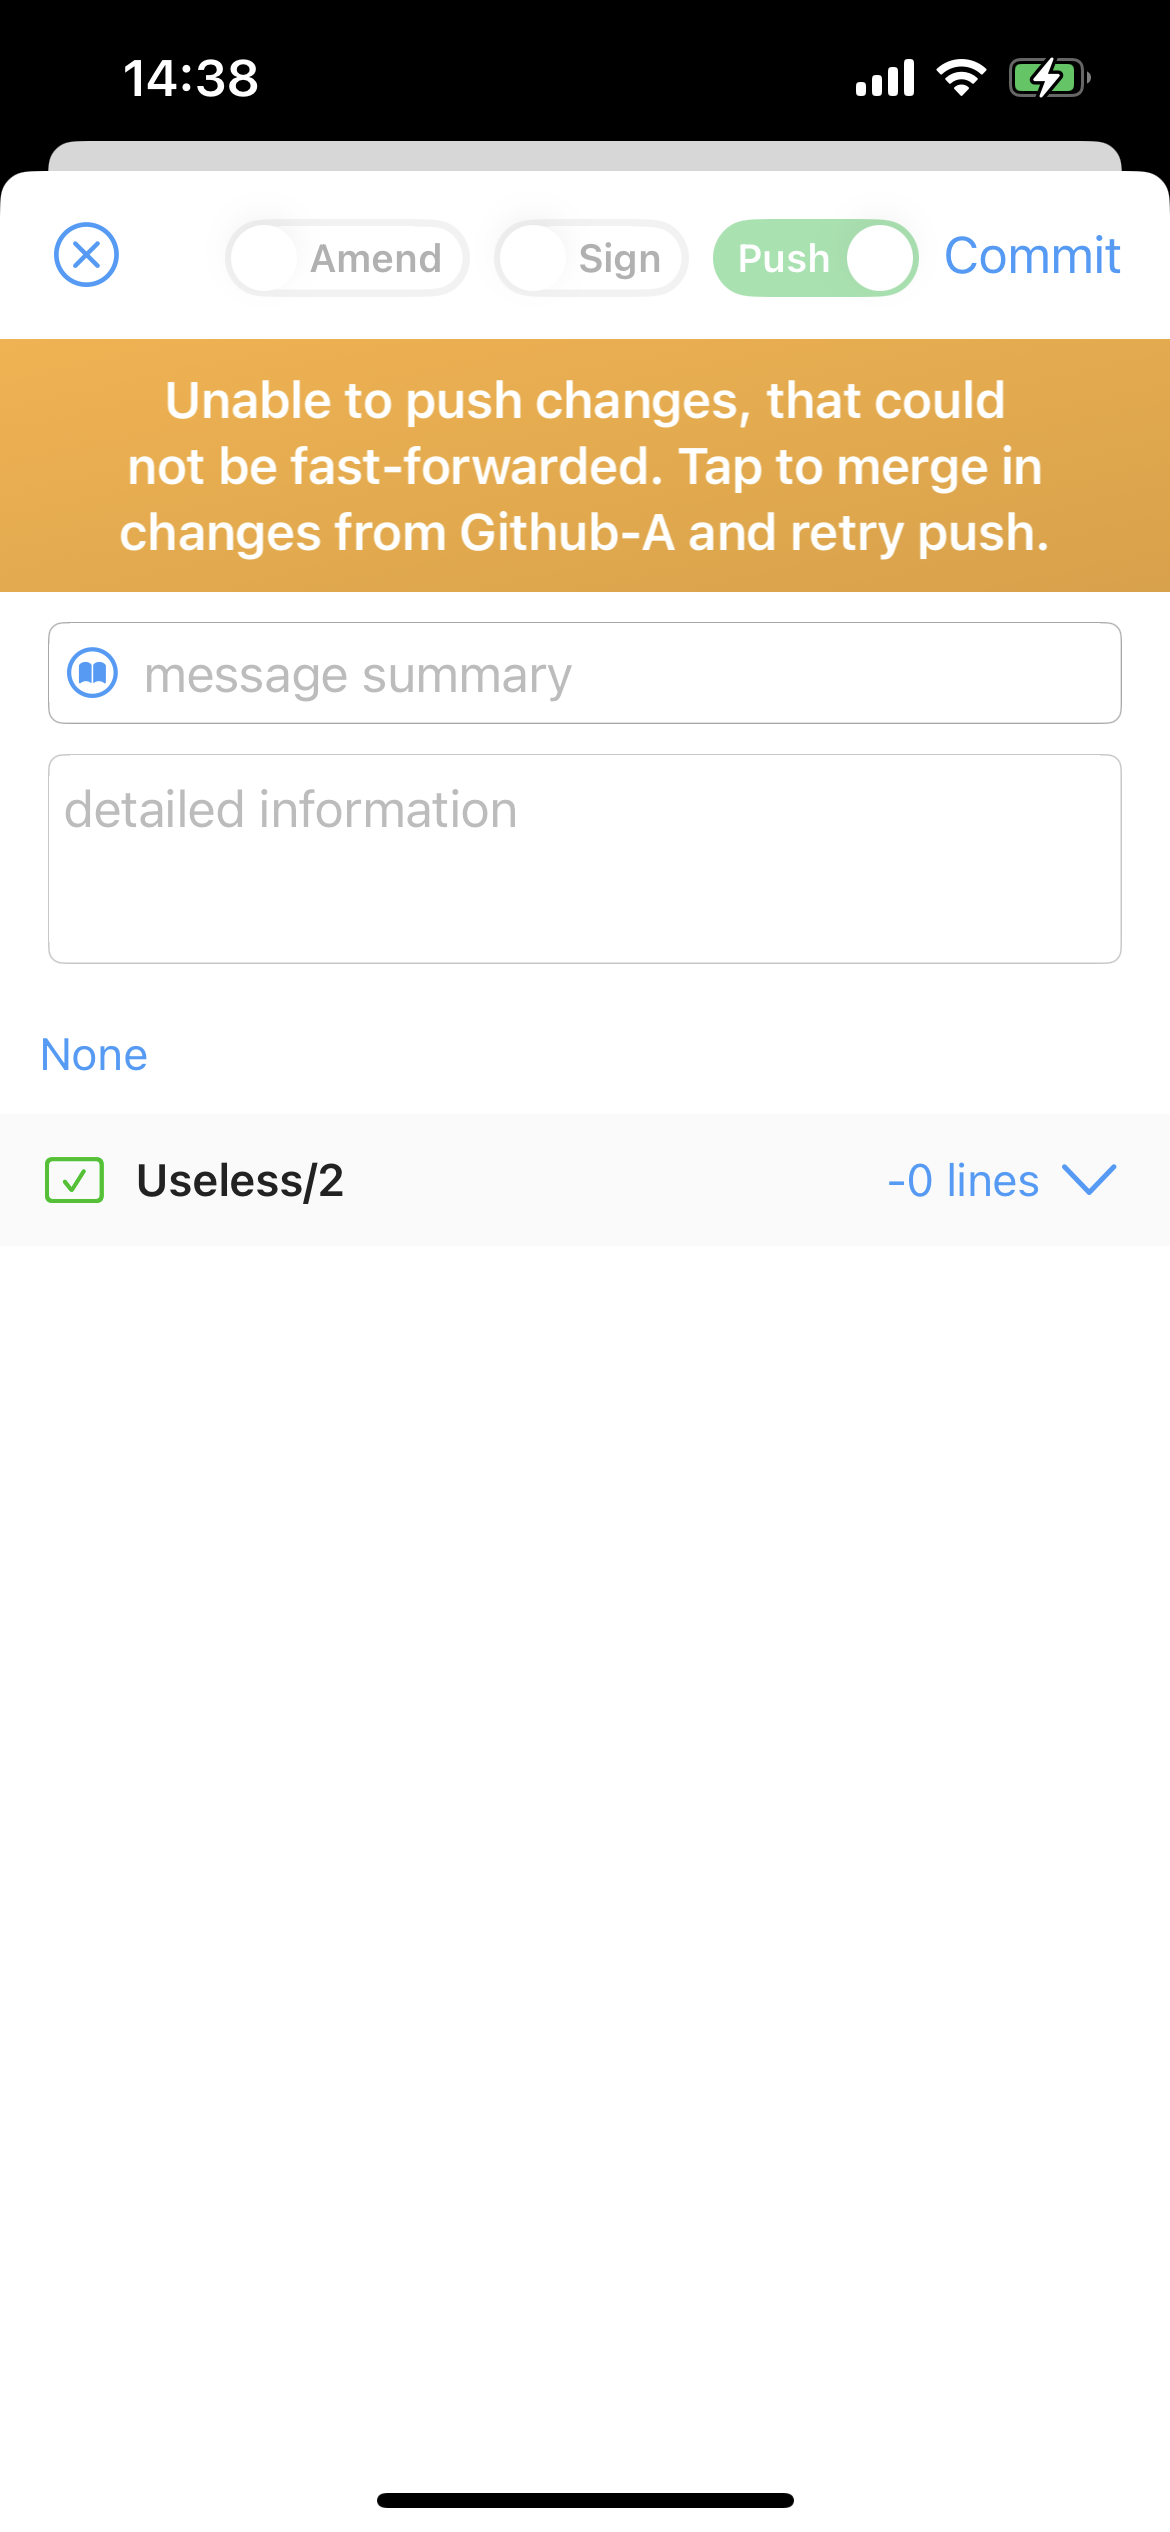 14:38
Amend Sign Push Commit
Unable to push changes, that could
not be fast-forwarded. Tap to merge in
changes from Github-A and retry push.
message summary
detailed information
None
Useless/2 -0 lines